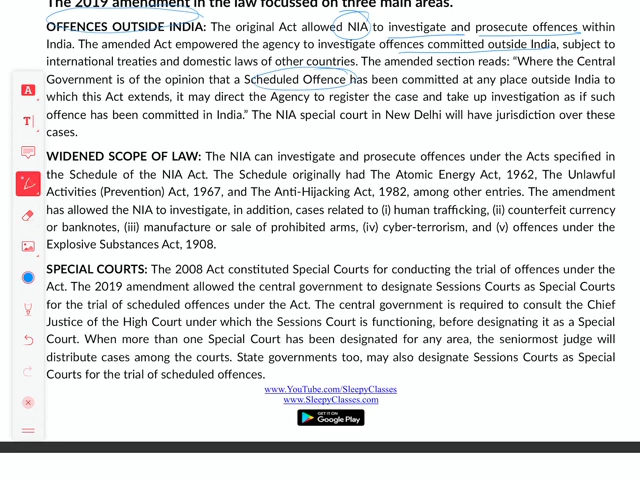 The 2019 amendment in the law focussed on three main areas.
OFFENCES OUTSIDE INDIA: The original Act allowed NIA to investigate and prosecute offences within
India. The amended Act empowered the agency to investigate offences committed outside India, subject to
international treaties and domestic laws of other countries. The amended section reads: “Where the Central
Government is of the opinion that a Scheduled Offence has been committed at any place outside India to
which this Act extends, it may direct the Agency to register the case and take up investigation as if such
offence has been committed in India.” The NIA special court in New Delhi will have jurisdiction over these
cases.
WIDENED SCOPE OF LAW: The NIA can investigate and prosecute offences under the Acts specified in
the Schedule of the NIA Act. The Schedule originally had The Atomic Energy Act, 1962, The Unlawful
Activities (Prevention) Act, 1967, and The Anti-Hijacking Act, 1982, among other entries. The amendment
has allowed the NIA to investigate, in addition, cases related to (i) human trafficking, (ii) counterfeit currency
or banknotes, (iii) manufacture or sale of prohibited arms, (iv) cyber-terrorism, and (v) offences under the
Explosive Substances Act, 1908.
SPECIAL COURTS: The 2008 Act constituted Special Courts for conducting the trial of offences under the
Act. The 2019 amendment allowed the central government to designate Sessions Courts as Special Courts
for the trial of scheduled offences under the Act. The central government is required to consult the Chief
Justice of the High Court under which the Sessions Court is functioning, before designating it as a Special
Court. When more than one Special Court has been designated for any area, the seniormost judge will
distribute cases among the courts. State governments too, may also designate Sessions Courts as Special
Courts for the trial of scheduled offences.
www.YouTube.com/SleepyClasses
www.SleepyClasses.com
GET IT ON
Google Play
A
T